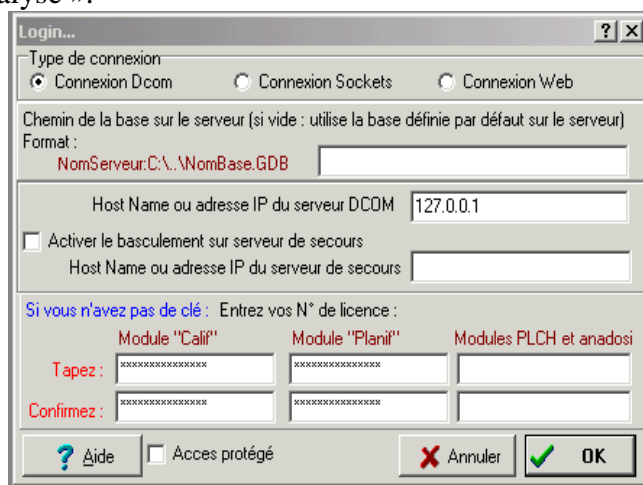 alyse ».
Login...
Type de connexion
Connexion Dcom Connexion Sockets Connexion Web
Chemin de la base sur le serveur (si vide : utilise la base définie par défaut sur le serveur)
Format :
NomServeur:C:\..\NomBase.GDB
Host Name ou adresse IP du serveur DCOM 127.0.0.1
Activer le basculement sur serveur de secours
Host Name ou adresse IP du serveur de secours
Si vous n'avez pas de clé : Entrez vos N° de licence :
Module "Calif" Module "Planif" Modules PLCH et anadosi
Tapez : *************** ***************
Confirmez : *************** ***************
Aide Acces protégé Annuler OK